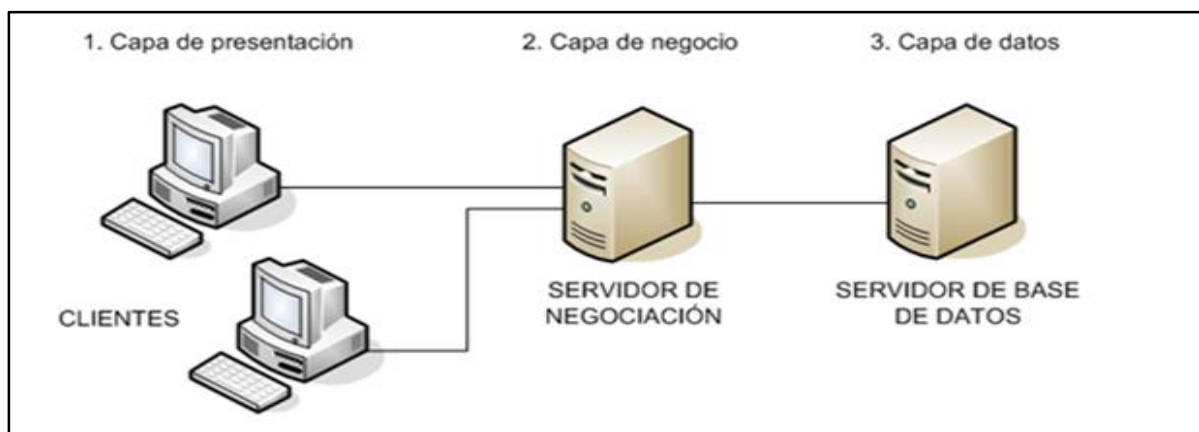 1. Capa de presentación
2. Capa de negocio
3. Capa de datos
CLIENTES
SERVIDOR DE
NEGOCIACIÓN
SERVIDOR DE BASE
DE DATOS